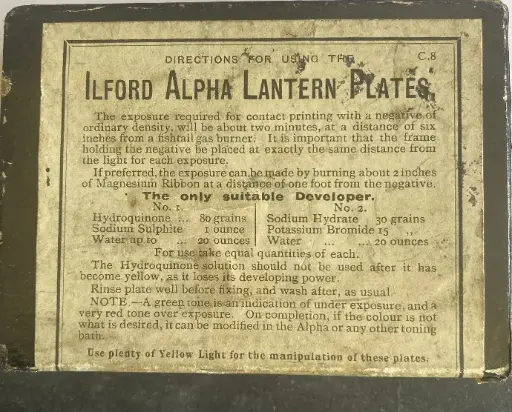 DIRECTIONS FOR USING THE C.8
ILFORD ALPHA LANTERN PLATES.
The exposure required for contact printing with a negative of
ordinary density, will be about two minutes, at a distance of six
inches from a fishtail gas burner. It is important that the frame
holding the negative be placed at exactly the same distance from
the light for each exposure.
If preferred, the exposure can be made by burning about 2 inches
of Magnesium Ribbon at a distance of one foot from the negative.
The only suitable Developer.
No. 1. No. 2.
Hydroquinone ... 80 grains Sodium Hydrate 30 grains
Sodium Sulphite 1 ounce Potassium Bromide 15 ,,
Water up to ... 20 ounces Water ... ... 20 ounces
For use take equal quantities of each.
The Hydroquinone solution should not be used after it has
become yellow, as it loses its developing power.
Rinse plate well before fixing, and wash after, as usual.
NOTE.—A green tone is an indication of under exposure, and a
very red tone over exposure. On completion, if the colour is not
what is desired, it can be modified in the Alpha or any other toning
bath.
Use plenty of Yellow Light for the manipulation of these plates.